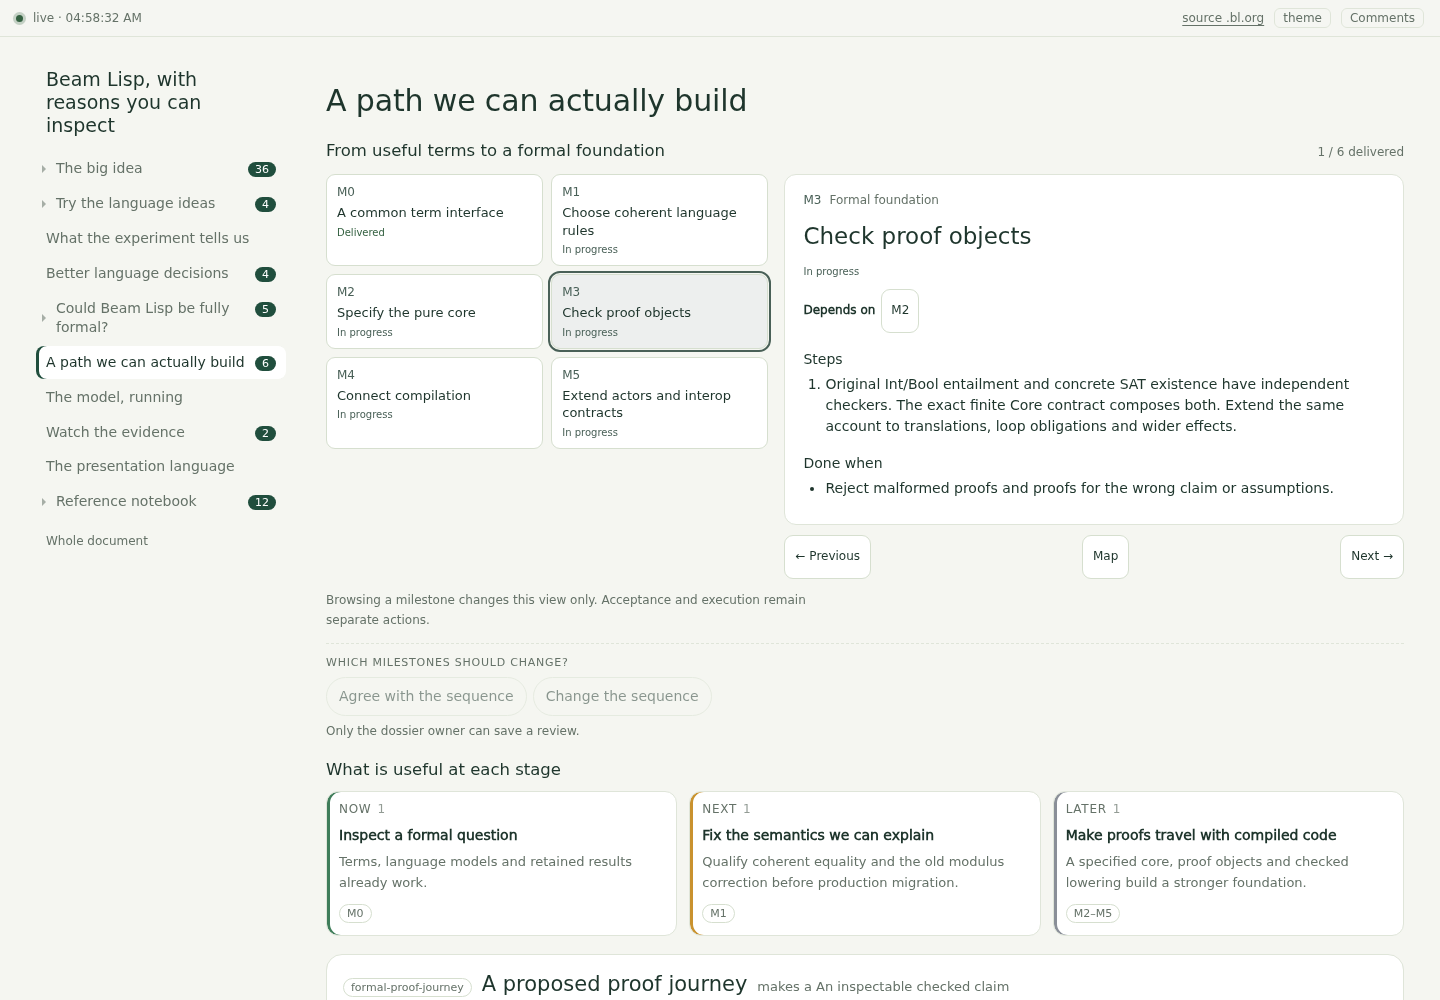 live · 04:58:32 AM
source .bl.org
theme
Comments
Beam Lisp, with
reasons you can
inspect
The big idea 36
Try the language ideas 4
What the experiment tells us
Better language decisions 4
Could Beam Lisp be fully
formal? 5
A path we can actually build 6
The model, running
Watch the evidence 2
The presentation language
Reference notebook 12
Whole document
A path we can actually build
From useful terms to a formal foundation
1 / 6 delivered
M0
A common term interface
Delivered
M1
Choose coherent language
rules
In progress
M2
Specify the pure core
In progress
M3
Check proof objects
In progress
M4
Connect compilation
In progress
M5
Extend actors and interop
contracts
In progress
M3 Formal foundation
Check proof objects
In progress
Depends on M2
Steps
1. Original Int/Bool entailment and concrete SAT existence have independent
checkers. The exact finite Core contract composes both. Extend the same
account to translations, loop obligations and wider effects.
Done when
• Reject malformed proofs and proofs for the wrong claim or assumptions.
← Previous
Map
Next →
Browsing a milestone changes this view only. Acceptance and execution remain
separate actions.
WHICH MILESTONES SHOULD CHANGE?
Agree with the sequence
Change the sequence
Only the dossier owner can save a review.
What is useful at each stage
NOW 1
Inspect a formal question
Terms, language models and retained results
already work.
M0
NEXT 1
Fix the semantics we can explain
Qualify coherent equality and the old modulus
correction before production migration.
M1
LATER 1
Make proofs travel with compiled code
A specified core, proof objects and checked
lowering build a stronger foundation.
M2–M5
formal-proof-journey A proposed proof journey makes a An inspectable checked claim